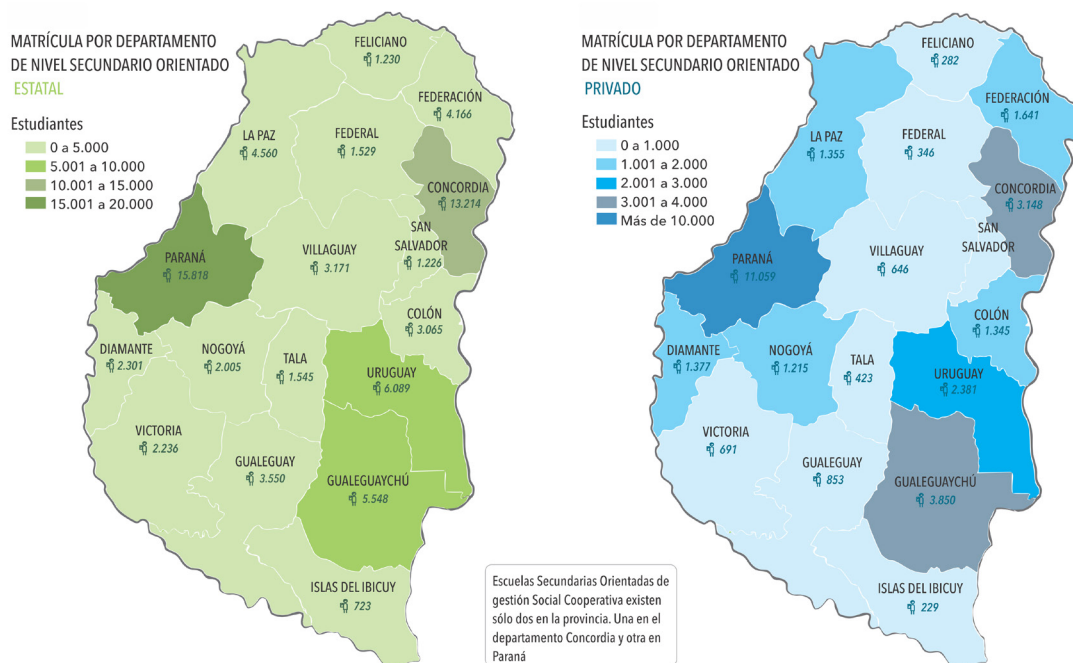 MATRÍCULA POR DEPARTAMENTO
DE NIVEL SECUNDARIO ORIENTADO
ESTATAL
Estudiantes
0 a 5.000
5.001 a 10.000
10.001 a 15.000
15.001 a 20.000
FELICIANO
1.230
FEDERACIÓN
4.166
LA PAZ
4.560
FEDERAL
1.529
CONCORDIA
13.214
PARANÁ
15.818
VILLAGUAY
3.171
SAN
SALVADOR
1.226
COLÓN
3.065
DIAMANTE
2.301
NOGOYÁ
2.005
TALA
1.545
URUGUAY
6.089
VICTORIA
2.236
GUALEGUAY
3.550
GUALEGUAYCHÚ
5.548
ISLAS DEL IBICUY
723
MATRÍCULA POR DEPARTAMENTO
DE NIVEL SECUNDARIO ORIENTADO
PRIVADO
Estudiantes
0 a 1.000
1.001 a 2.000
2.001 a 3.000
3.001 a 4.000
Más de 10.000
FELICIANO
282
FEDERACIÓN
1.641
LA PAZ
1.355
FEDERAL
346
CONCORDIA
3.148
PARANÁ
11.059
VILLAGUAY
646
SAN
SALVADOR
COLÓN
1.345
DIAMANTE
1.377
NOGOYÁ
1.215
TALA
423
URUGUAY
2.381
VICTORIA
691
GUALEGUAY
853
GUALEGUAYCHÚ
3.850
ISLAS DEL IBICUY
229
Escuelas Secundarias Orientadas de
gestión Social Cooperativa existen
sólo dos en la provincia. Una en el
departamento Concordia y otra en
Paraná